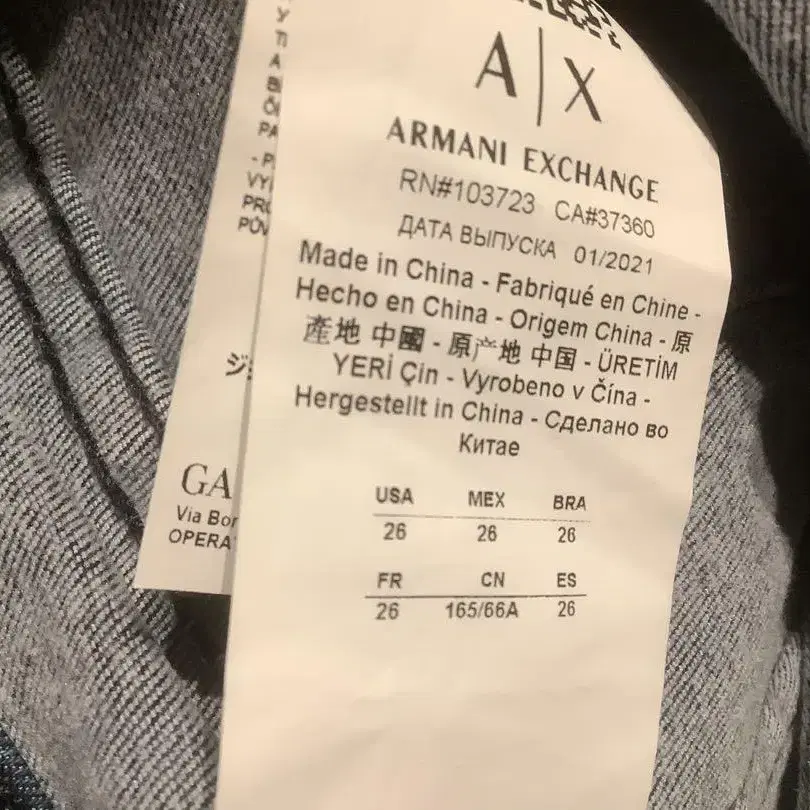 A|X
ARMANI EXCHANGE
RN#103723 CA#37360
ДАТА ВЫПУСКА 01/2021
Made in China - Fabriqué en Chine -
Hecho en China - Origem China - 原
產地 中國 - 原产地 中国 - ÜRETİM
YERİ Çin - Vyrobeno v Čína -
Hergestellt in China - Сделано во
Китае
USA MEX BRA
26 26 26
FR CN ES
26 165/66A 26
GA
Via Bor
OPERA